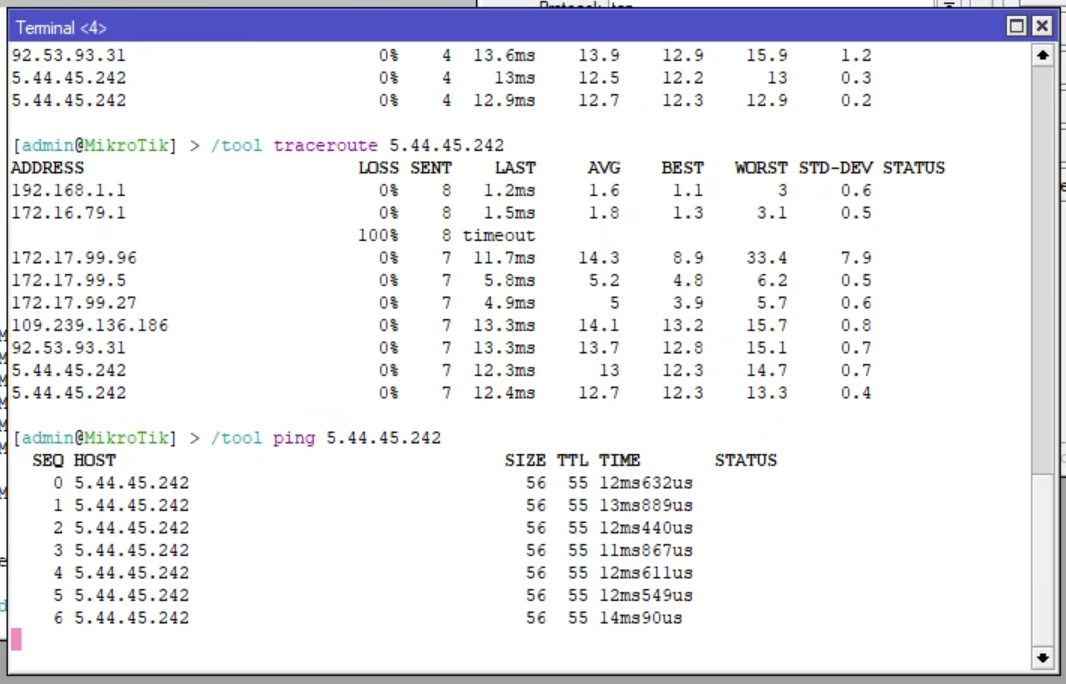 Terminal <4>
92.53.93.31 0% 4 13.6ms 13.9 12.9 15.9 1.2
5.44.45.242 0% 4 13ms 12.5 12.2 13 0.3
5.44.45.242 0% 4 12.9ms 12.7 12.3 12.9 0.2
[admin@MikroTik] > /tool traceroute 5.44.45.242
ADDRESS LOSS SENT LAST AVG BEST WORST STD-DEV STATUS
192.168.1.1 0% 8 1.2ms 1.6 1.1 3 0.6
172.16.79.1 0% 8 1.5ms 1.8 1.3 3.1 0.5
100% 8 timeout
172.17.99.96 0% 7 11.7ms 14.3 8.9 33.4 7.9
172.17.99.5 0% 7 5.8ms 5.2 4.8 6.2 0.5
172.17.99.27 0% 7 4.9ms 5 3.9 5.7 0.6
109.239.136.186 0% 7 13.3ms 14.1 13.2 15.7 0.8
92.53.93.31 0% 7 13.3ms 13.7 12.8 15.1 0.7
5.44.45.242 0% 7 12.3ms 13 12.3 14.7 0.7
5.44.45.242 0% 7 12.4ms 12.7 12.3 13.3 0.4
[admin@MikroTik] > /tool ping 5.44.45.242
SEQ HOST SIZE TTL TIME STATUS
0 5.44.45.242 56 55 12ms632us
1 5.44.45.242 56 55 13ms889us
2 5.44.45.242 56 55 12ms440us
3 5.44.45.242 56 55 11ms867us
4 5.44.45.242 56 55 12ms611us
5 5.44.45.242 56 55 12ms549us
6 5.44.45.242 56 55 14ms90us